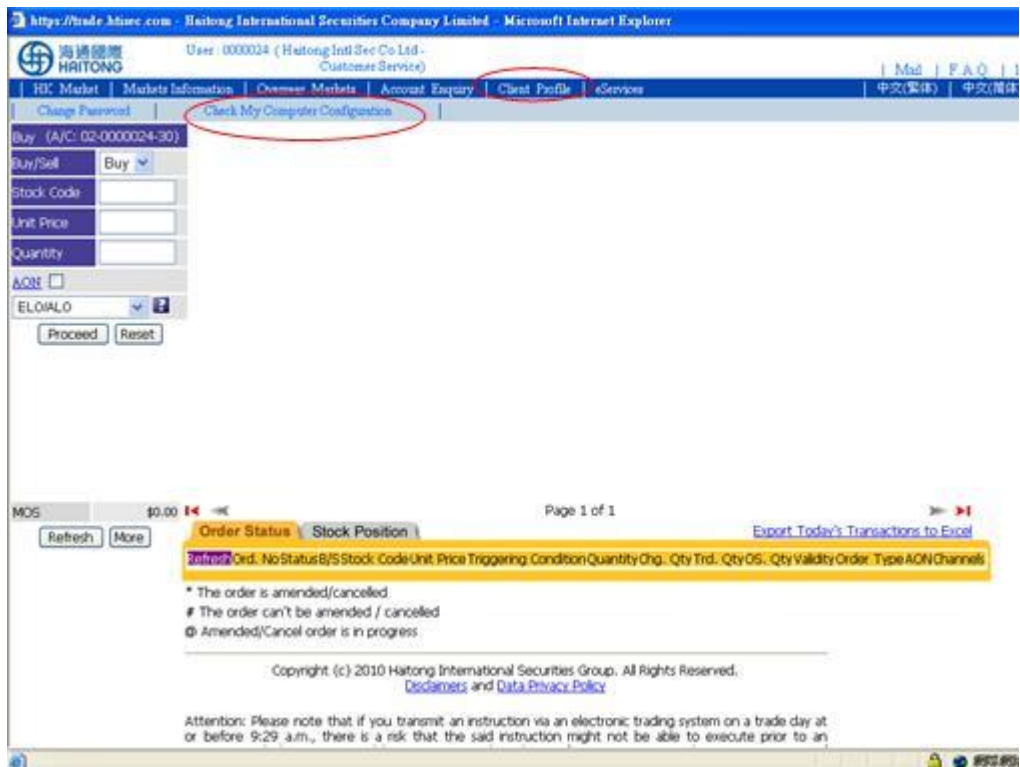 https://trade.htisec.com - Haitong International Securities Company Limited - Microsoft Internet Explorer
海通國際
HAITONG
User : 0000024 ( Haitong Intl Sec Co Ltd -
Customer Service)
| Mail | F A Q |
| HK Market | Markets Information | Overseas Markets | Account Enquiry | Client Profile | eServices | 中文(繁体) | 中文(简体
| Change Password | Check My Computer Configuration |
Buy (A/C: 02-0000024-30)
Buy/Sell Buy
Stock Code
Unit Price
Quantity
AON
ELO/ALO
Proceed Reset
MOS $0.00 Page 1 of 1
Refresh More
Order Status Stock Position Export Today's Transactions to Excel
Refresh Ord. No Status B/S Stock Code Unit Price Triggering Condition Quantity Chg. Qty Trd. Qty OS. Qty Validity Order Type AON Channels
* The order is amended/cancelled
# The order can't be amended / cancelled
@ Amended/Cancel order is in progress
Copyright (c) 2010 Haitong International Securities Group. All Rights Reserved.
Disclaimers and Data Privacy Policy
Attention: Please note that if you transmit an instruction via an electronic trading system on a trade day at
or before 9:29 a.m., there is a risk that the said instruction might not be able to execute prior to an